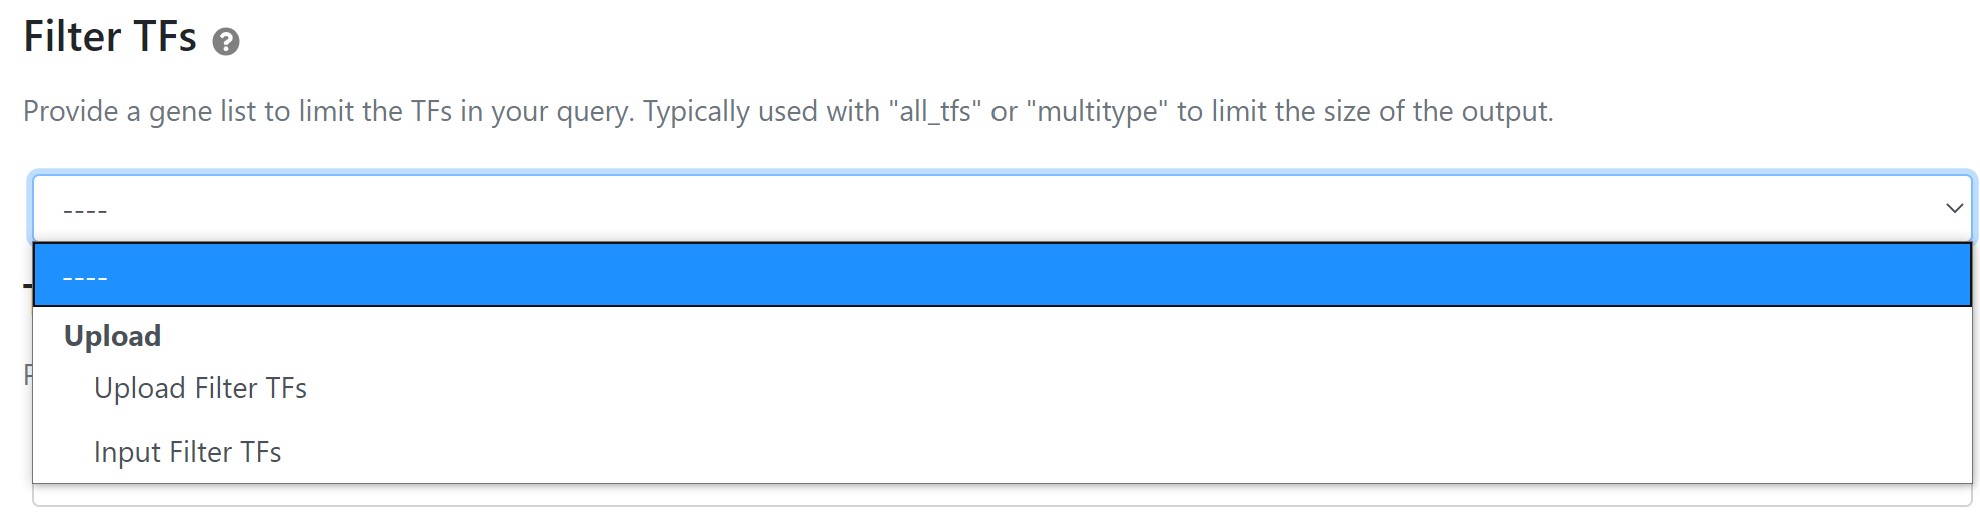 Filter TFs ?
Provide a gene list to limit the TFs in your query. Typically used with "all_tfs" or "multitype" to limit the size of the output.
----
----
Upload
Upload Filter TFs
Input Filter TFs